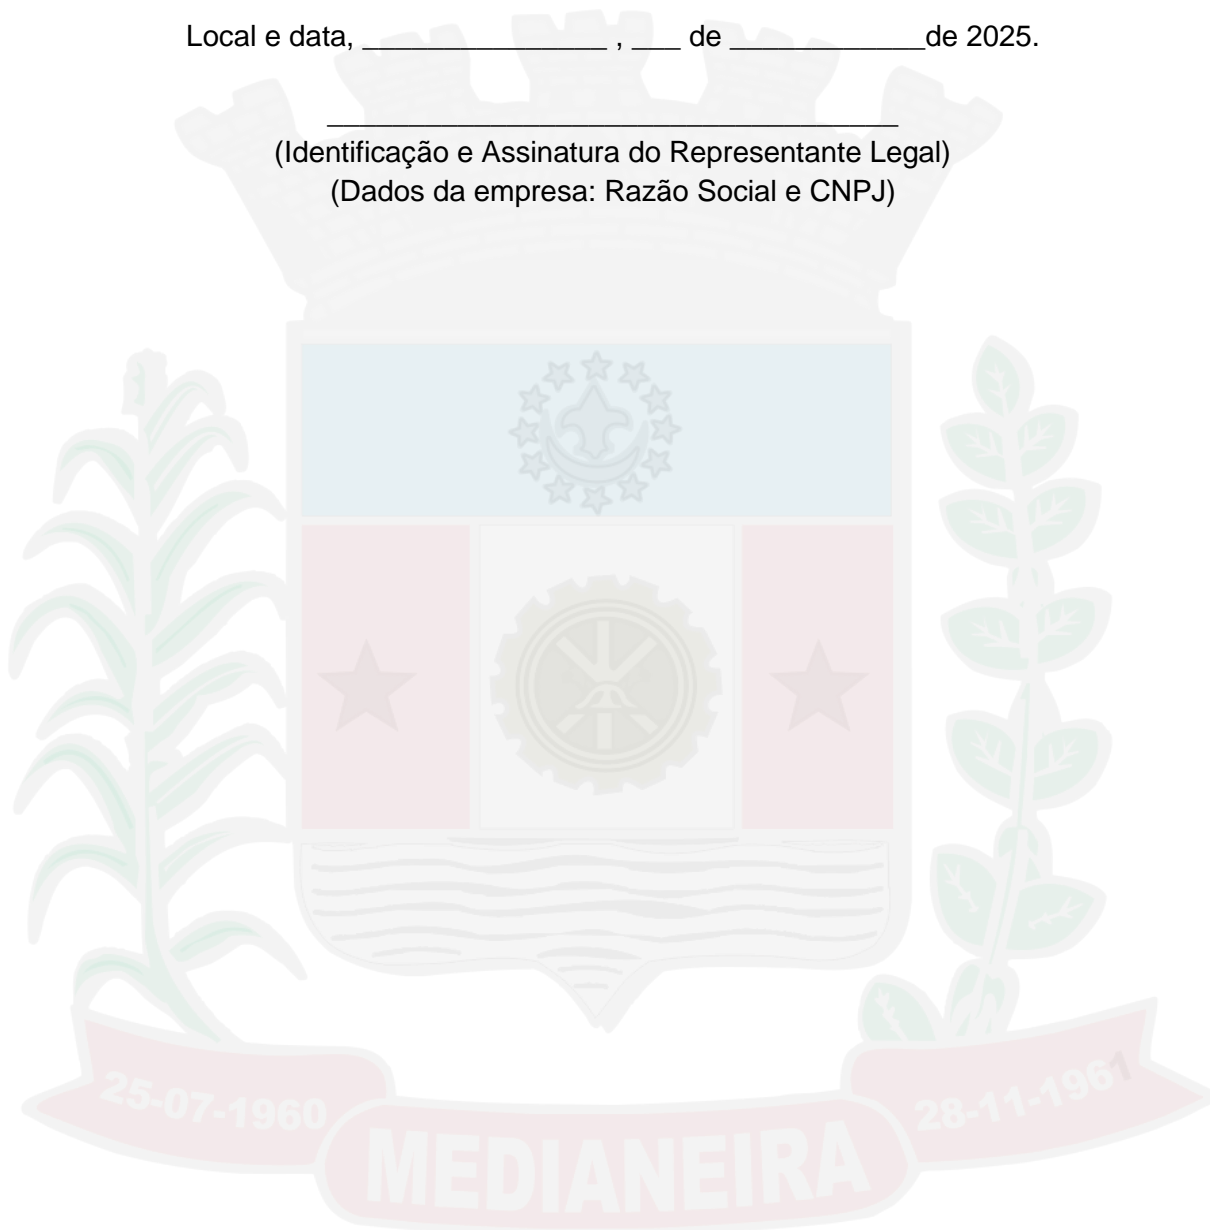 Local e data, _______________ , ___ de ____________de 2025.
___________________________________
(Identificação e Assinatura do Representante Legal)
(Dados da empresa: Razão Social e CNPJ)
25-07-1960
28-11-1961
MEDIANEIRA